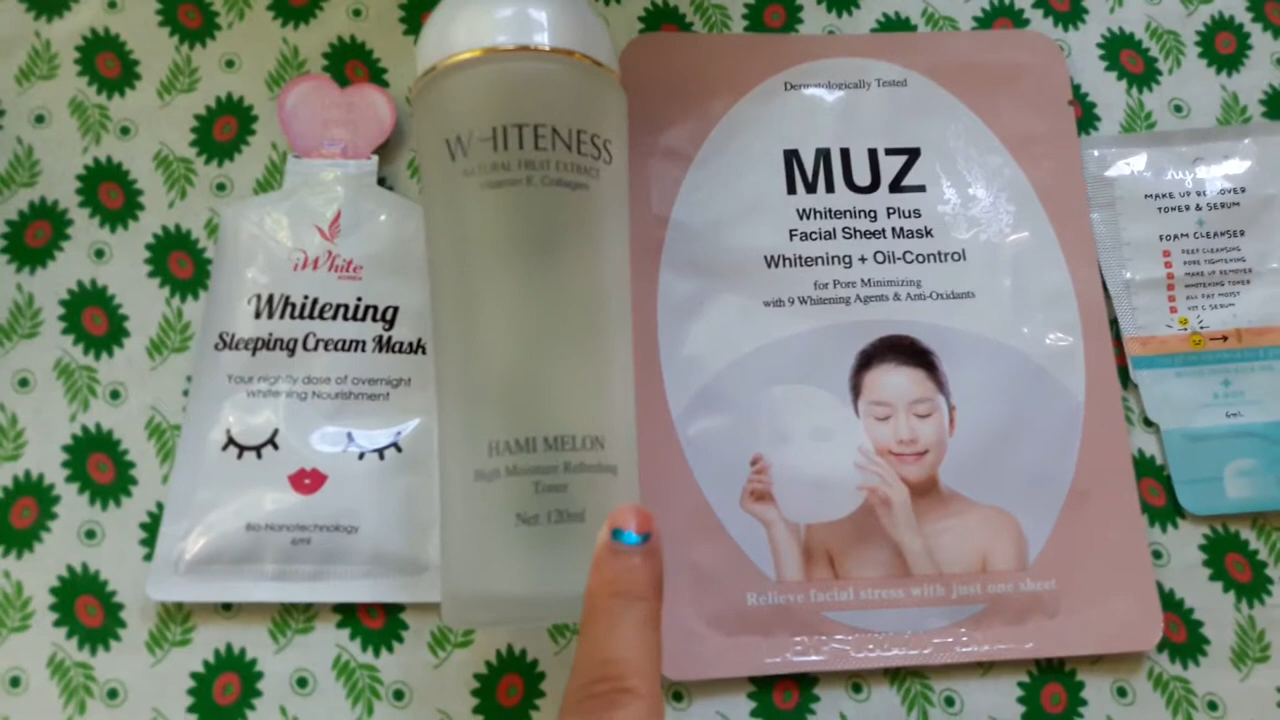 iWhite
KOREA
Whitening
Sleeping Cream Mask
Your nightly dose of overnight
Whitening Nourishment
Bio-Nanotechnology
6ml
WHITENESS
NATURAL FRUIT EXTRACT
Vitamin E, Collagen
HAMI MELON
High Moisture Refreshing
Toner
Net: 120ml
Dermatologically Tested
MUZ
Whitening Plus
Facial Sheet Mask
Whitening + Oil-Control
for Pore Minimizing
with 9 Whitening Agents & Anti-Oxidants
Relieve facial stress with just one sheet
MAKE UP REMOVER
TONER & SERUM
+
FOAM CLEANSER
DEEP CLEANSING
PORE TIGHTENING
MAKE UP REMOVER
WHITENING TONER
ALL DAY MOIST
VIT C SERUM
6mL